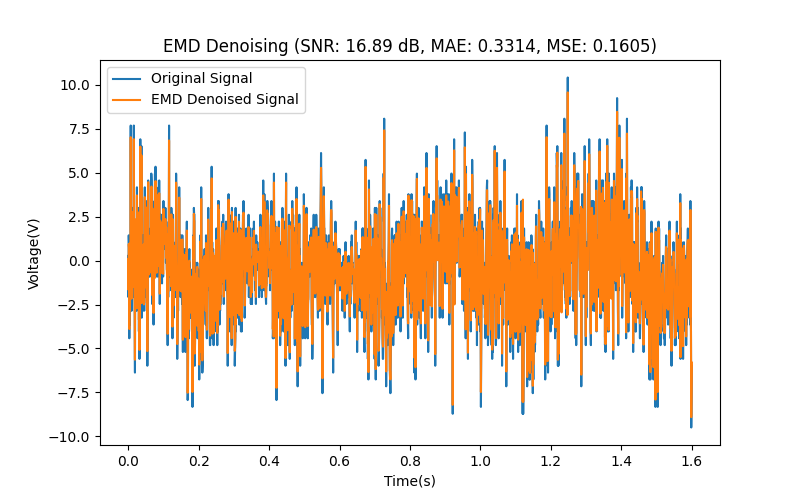 EMD Denoising (SNR: 16.89 dB, MAE: 0.3314, MSE: 0.1605)
Original Signal
EMD Denoised Signal
10.0
7.5
5.0
2.5
0.0
−2.5
−5.0
−7.5
−10.0
Voltage(V)
0.0 0.2 0.4 0.6 0.8 1.0 1.2 1.4 1.6
Time(s)